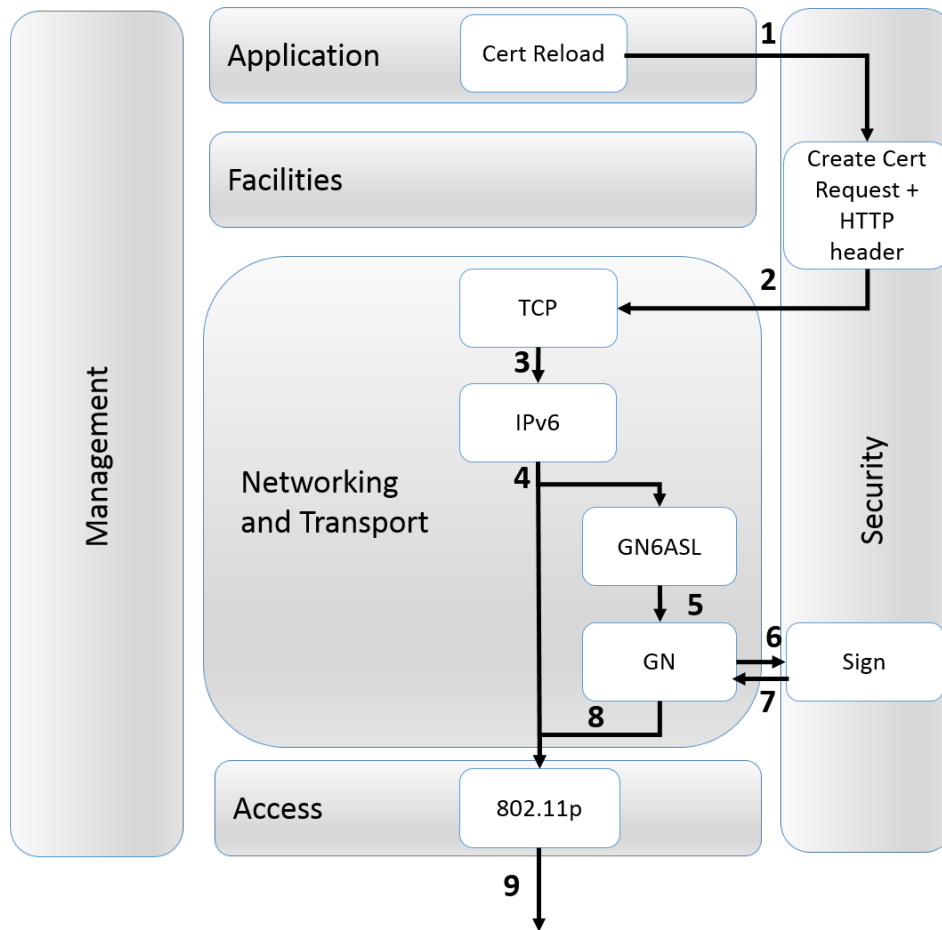 Application
Cert Reload
1
Facilities
Create Cert
Request +
HTTP
header
2
TCP
3
IPv6
4
Networking
and Transport
GN6ASL
5
GN
6
Sign
7
8
Access
802.11p
9
Management
Security